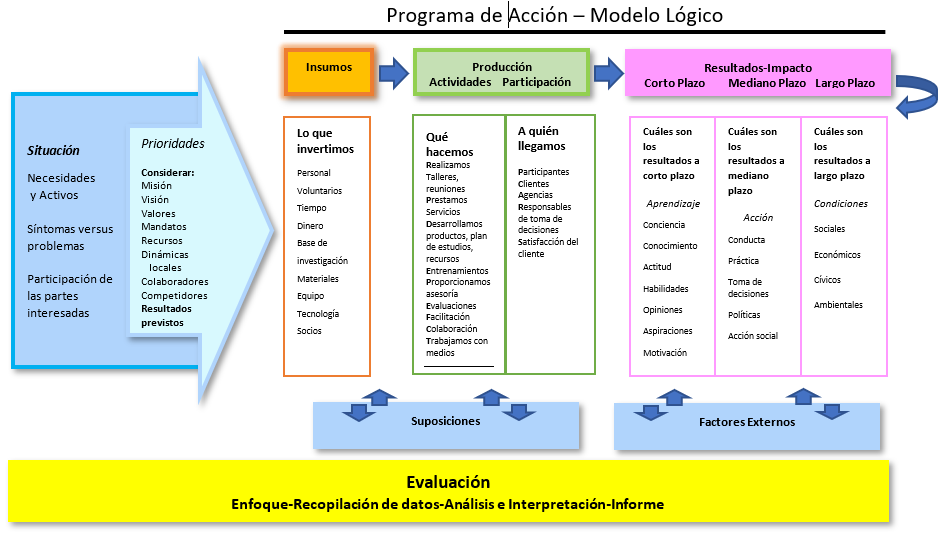 Programa de Acción – Modelo Lógico
Situación
Necesidades
y Activos
Síntomas versus
problemas
Participación de
las partes
interesadas
Prioridades
Considerar:
Misión
Visión
Valores
Mandatos
Recursos
Dinámicas
locales
Colaboradores
Competidores
Resultados
previstos
Insumos
Lo que
invertimos
Personal
Voluntarios
Tiempo
Dinero
Base de
investigación
Materiales
Equipo
Tecnología
Socios
Producción
Actividades Participación
Qué
hacemos
Realizamos
Talleres,
reuniones
Prestamos
Servicios
Desarrollamos
productos, plan
de estudios,
recursos
Entrenamientos
Proporcionamos
asesoría
Evaluaciones
Facilitación
Colaboración
Trabajamos con
medios
A quién
llegamos
Participantes
Clientes
Agencias
Responsables
de toma de
decisiones
Satisfacción del
cliente
Resultados-Impacto
Corto Plazo Mediano Plazo Largo Plazo
Cuáles son
los
resultados a
corto plazo
Aprendizaje
Conciencia
Conocimiento
Actitud
Habilidades
Opiniones
Aspiraciones
Motivación
Cuáles son
los
resultados a
mediano
plazo
Acción
Conducta
Práctica
Toma de
decisiones
Políticas
Acción social
Cuáles son
los
resultados a
largo plazo
Condiciones
Sociales
Económicos
Cívicos
Ambientales
Suposiciones
Factores Externos
Evaluación
Enfoque-Recopilación de datos-Análisis e Interpretación-Informe